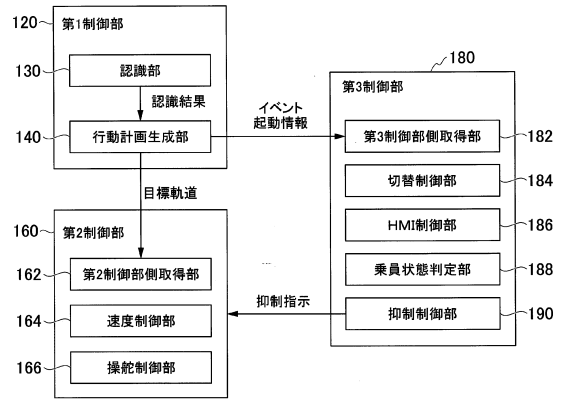 120
第1制御部
130
認識部
認識結果
140
行動計画生成部
イベント
起動情報
目標軌道
160
第2制御部
162
第2制御部側取得部
164
速度制御部
166
操舵制御部
抑制指示
180
第3制御部
第3制御部側取得部
182
切替制御部
184
HMI制御部
186
乗員状態判定部
188
抑制制御部
190